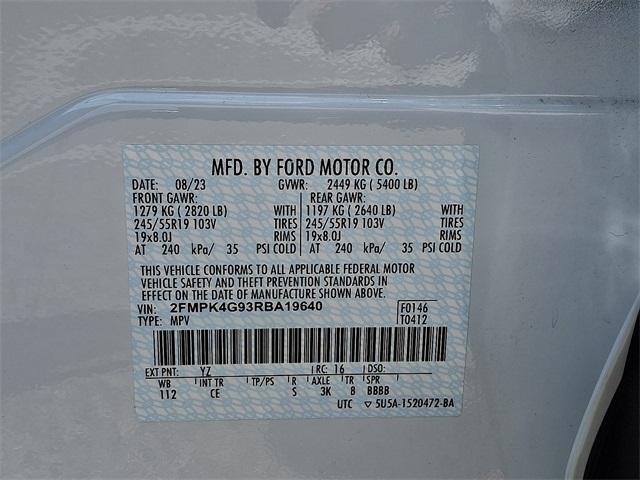 MFD. BY FORD MOTOR CO.
DATE: 08/23 GVWR: 2449 KG ( 5400 LB)
FRONT GAWR: REAR GAWR:
1279 KG ( 2820 LB) WITH 1197 KG ( 2640 LB) WITH
245/55R19 103V TIRES 245/55R19 103V TIRES
19x8.0J RIMS 19x8.0J RIMS
AT 240 kPa/ 35 PSI COLD AT 240 kPa/ 35 PSI COLD
THIS VEHICLE CONFORMS TO ALL APPLICABLE FEDERAL MOTOR
VEHICLE SAFETY AND THEFT PREVENTION STANDARDS IN
EFFECT ON THE DATE OF MANUFACTURE SHOWN ABOVE.
VIN: 2FMPK4G93RBA19640 F0146
TYPE: MPV T0412
EXT PNT: YZ RC: 16 DSO:
WB INT TR TP/PS R AXLE TR SPR
112 CE S 3K 8 BBBB
UTC ▽ 5U5A-1520472-BA